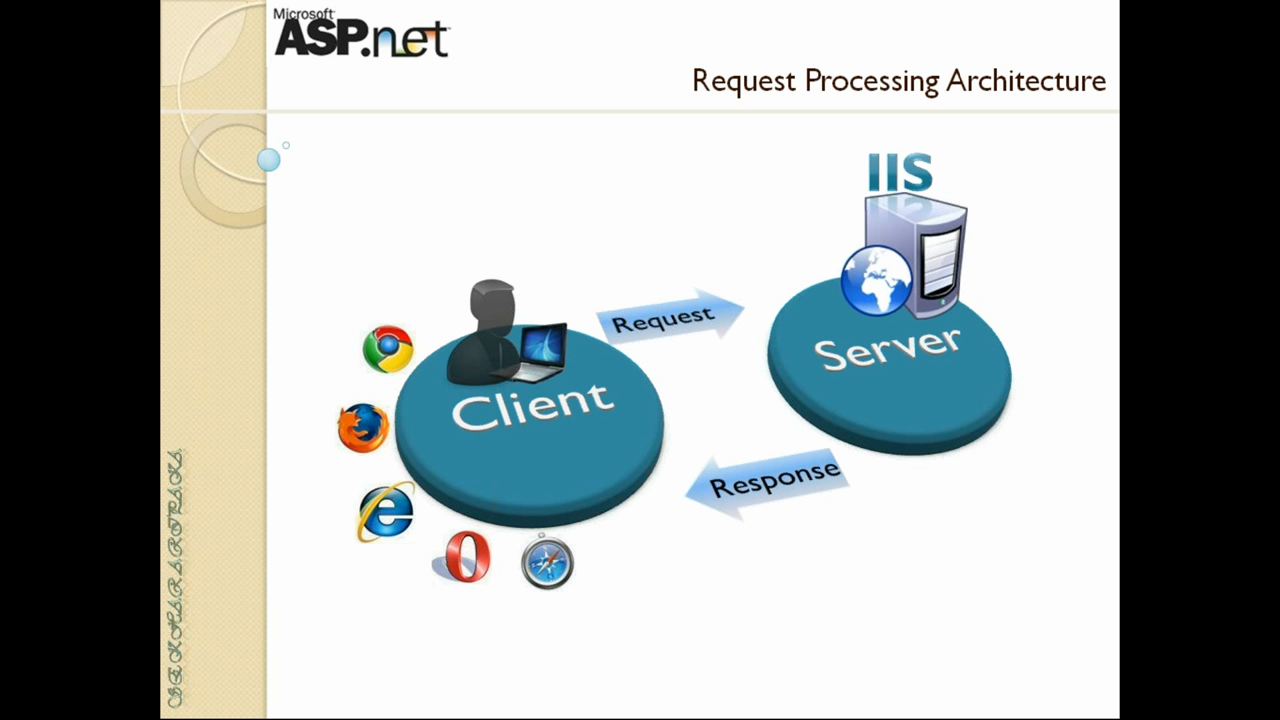 Microsoft
ASP.net
Request Processing Architecture
IIS
Request
Server
Client
Response